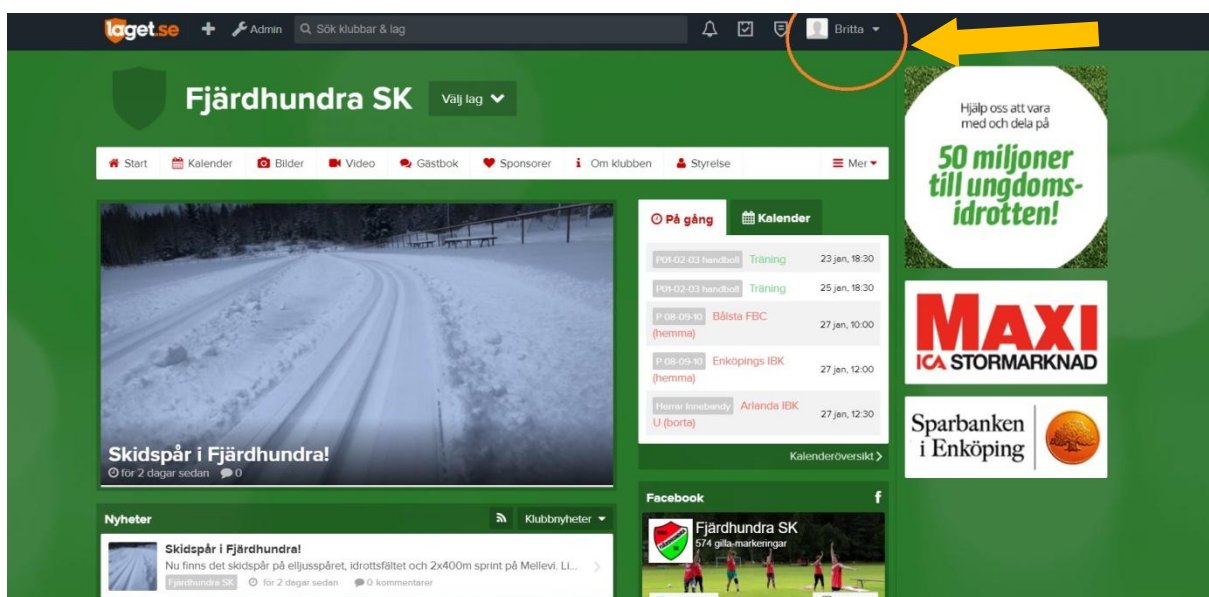 laget.se
Admin
Sök klubbar & lag
Britta
Fjärdhundra SK
Välj lag
Start
Kalender
Bilder
Video
Gästbok
Sponsorer
Om klubben
Styrelse
Mer
Skidspår i Fjärdhundra!
för 2 dagar sedan 0
På gång
Kalender
P01-02-03 handboll Träning 23 jan, 18:30
P01-02-03 handboll Träning 25 jan, 18:30
P 08-09-10 Bålsta FBC
(hemma)
27 jan, 10:00
P 08-09-10 Enköpings IBK
(hemma)
27 jan, 12:00
Herrar Innebandy Arlanda IBK
U (borta)
27 jan, 12:30
Kalenderöversikt
Nyheter
Klubbnyheter
Skidspår i Fjärdhundra!
Nu finns det skidspår på elljusspåret, idrottsfältet och 2x400m sprint på Mellevi. Li...
Fjärdhundra SK för 2 dagar sedan 0 kommentarer
Facebook
f
Fjärdhundra SK
574 gilla-markeringar
Hjälp oss att vara
med och dela på
50 miljoner
till ungdoms-
idrotten!
MAXI
ICA STORMARKNAD
Sparbanken
i Enköping